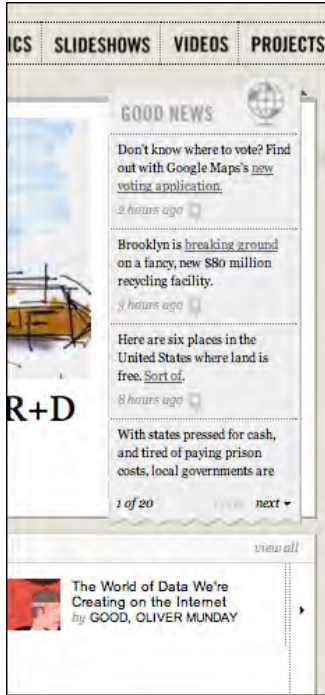 ICS SLIDESHOWS VIDEOS PROJECTS
GOOD NEWS
Don't know where to vote? Find
out with Google Maps's new
voting application.
2 hours ago
Brooklyn is breaking ground
on a fancy, new $80 million
recycling facility.
3 hours ago
Here are six places in the
United States where land is
free. Sort of.
8 hours ago
With states pressed for cash,
and tired of paying prison
costs, local governments are
1 of 20 next
R+D
view all
The World of Data We're
Creating on the Internet
by GOOD, OLIVER MUNDAY